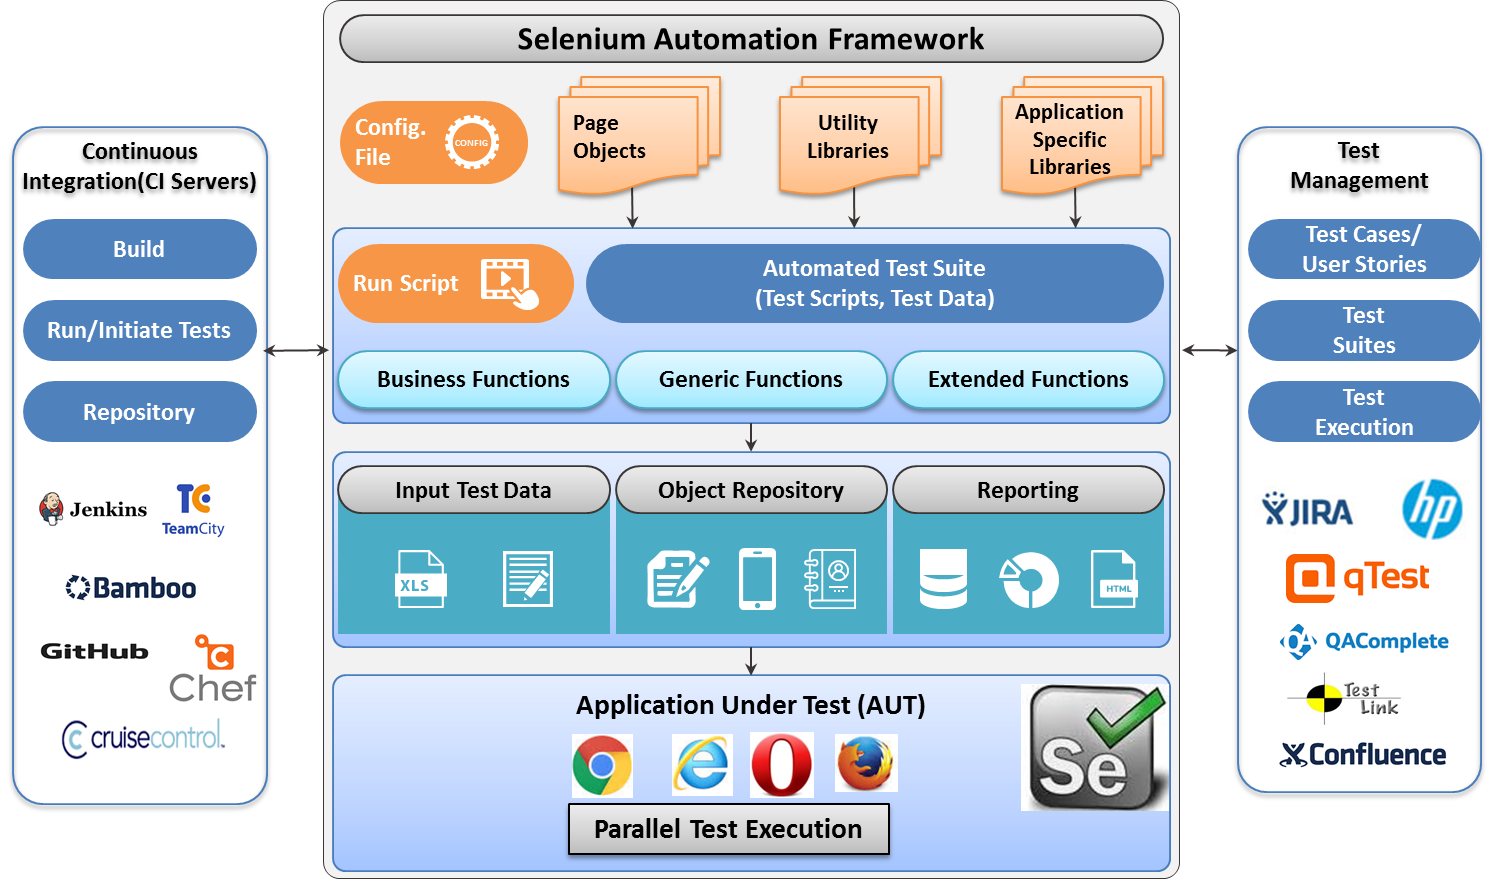 Selenium Automation Framework
Config.
File
CONFIG
Page
Objects
Utility
Libraries
Application
Specific
Libraries
Continuous
Integration(CI Servers)
Build
Run/Initiate Tests
Repository
Jenkins
TC
TeamCity
Bamboo
GitHub
C
Chef
C
cruisecontrol
Run Script
Automated Test Suite
(Test Scripts, Test Data)
Business Functions
Generic Functions
Extended Functions
Input Test Data
Object Repository
Reporting
XLS
HTML
Application Under Test (AUT)
Se
Parallel Test Execution
Test
Management
Test Cases/
User Stories
Test
Suites
Test
Execution
JIRA
hp
qTest
QA
QAComplete
Test
Link
Confluence